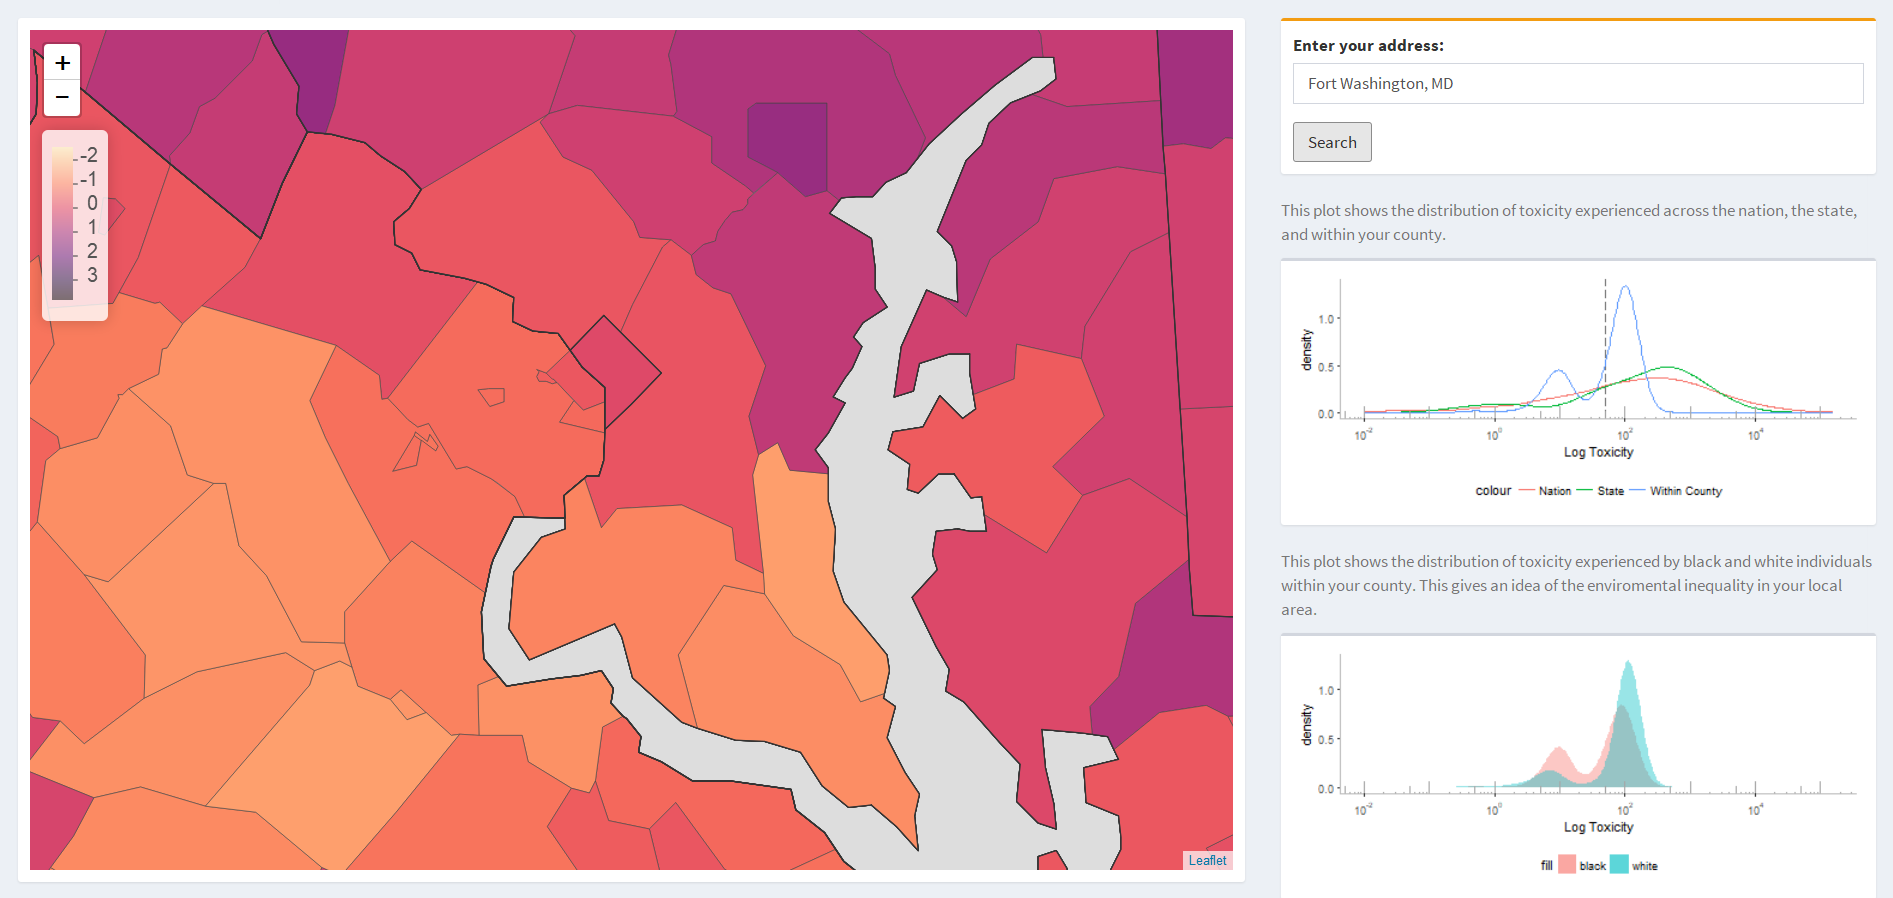 +
−
-2
-1
0
1
2
3
Leaflet
Enter your address:
Fort Washington, MD
Search
This plot shows the distribution of toxicity experienced across the nation, the state,
and within your county.
1.0
0.5
0.0
density
10^-2 10^0 10^2 10^4
Log Toxicity
colour Nation State Within County
This plot shows the distribution of toxicity experienced by black and white individuals
within your county. This gives an idea of the enviromental inequality in your local
area.
1.0
0.5
0.0
density
10^-2 10^0 10^2 10^4
Log Toxicity
fill black white